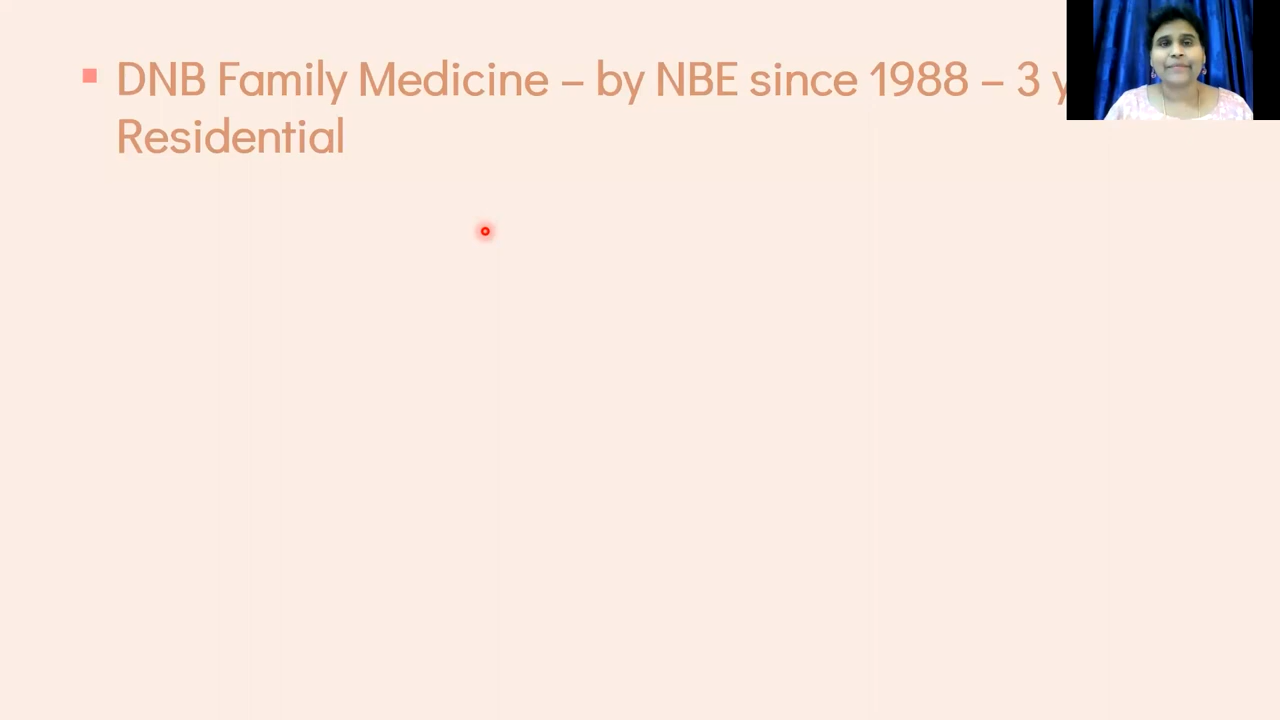 DNB Family Medicine – by NBE since 1988 – 3
Residential